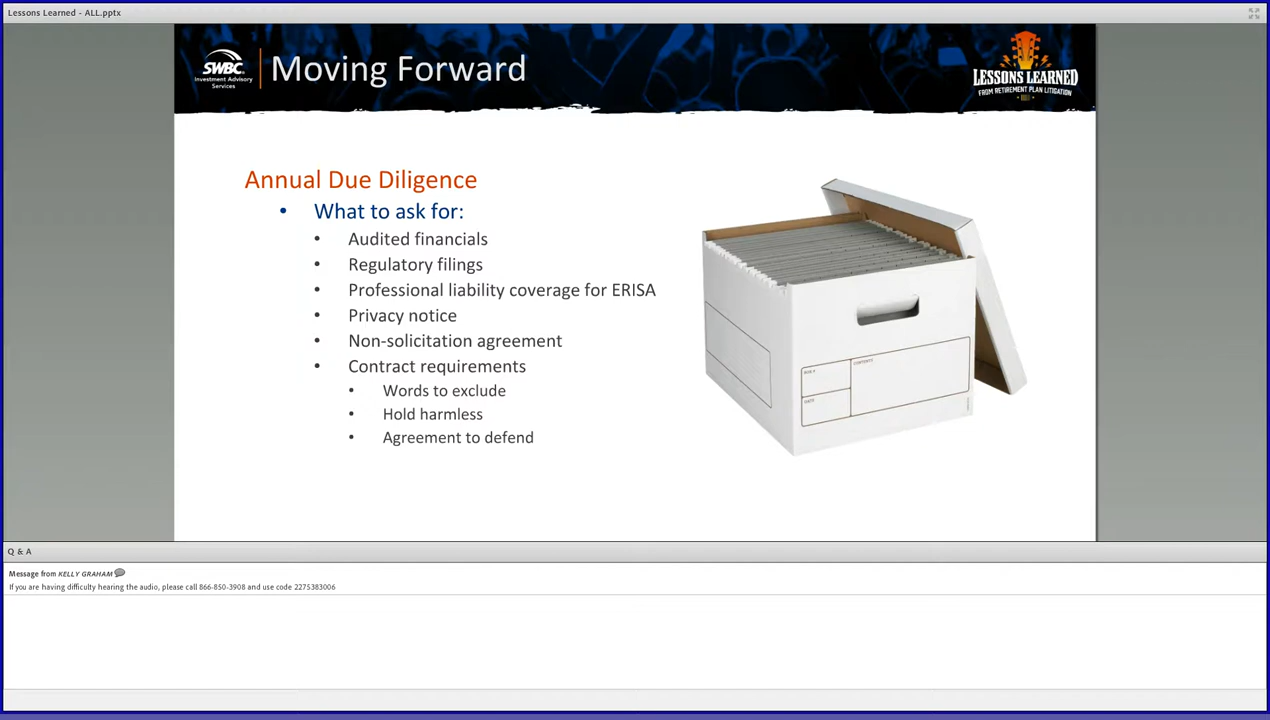 Lessons Learned - ALL.pptx
SWBC
Investment Advisory
Services
Moving Forward
LESSONS LEARNED
FROM RETIREMENT PLAN LITIGATION
Annual Due Diligence
• What to ask for:
• Audited financials
• Regulatory filings
• Professional liability coverage for ERISA
• Privacy notice
• Non-solicitation agreement
• Contract requirements
• Words to exclude
• Hold harmless
• Agreement to defend
CONTENTS
DATE
Q & A
Message from KELLY GRAHAM
If you are having difficulty hearing the audio, please call 866-850-3908 and use code 2275383006